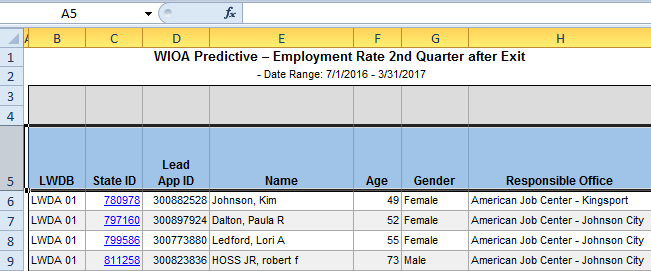 A5 fx
A B C D E F G H
1 WIOA Predictive – Employment Rate 2nd Quarter after Exit
2 - Date Range: 7/1/2016 - 3/31/2017
3
4
Lead
5 LWDB State ID App ID Name Age Gender Responsible Office
6 LWDA 01 780978 300882528 Johnson, Kim 49 Female American Job Center - Kingsport
7 LWDA 01 797160 300897924 Dalton, Paula R 52 Female American Job Center - Johnson City
8 LWDA 01 799586 300773880 Ledford, Lori A 55 Female American Job Center - Johnson City
9 LWDA 01 811258 300823836 HOSS JR, robert f 73 Male American Job Center - Johnson City